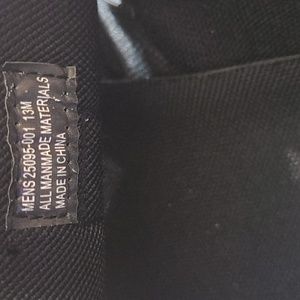 MENS 25095-001 13M
ALL MANMADE MATERIALS
MADE IN CHINA